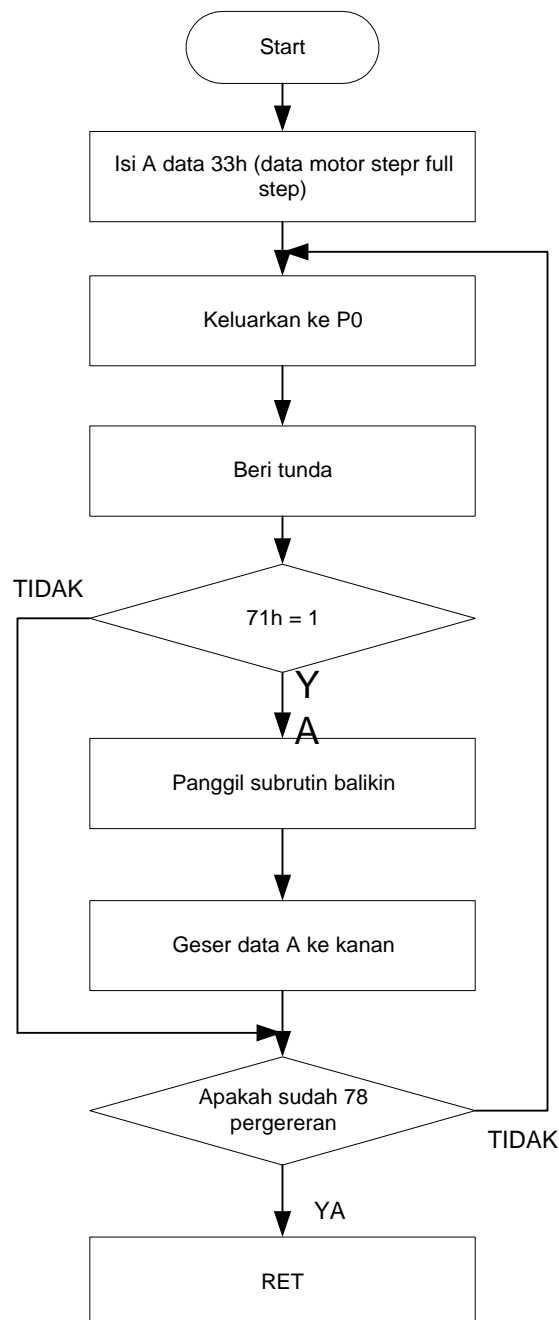 Start
Isi A data 33h (data motor stepr full
step)
Keluarkan ke P0
Beri tunda
TIDAK
71h = 1
Y
A
Panggil subrutin balikin
Geser data A ke kanan
Apakah sudah 78
pergereran
TIDAK
YA
RET